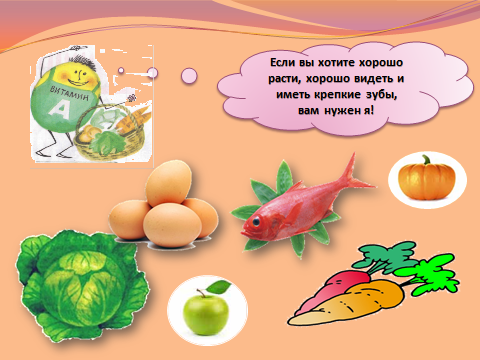 Если вы хотите хорошо
расти, хорошо видеть и
иметь крепкие зубы,
вам нужен я!
ВИТАМИН
А